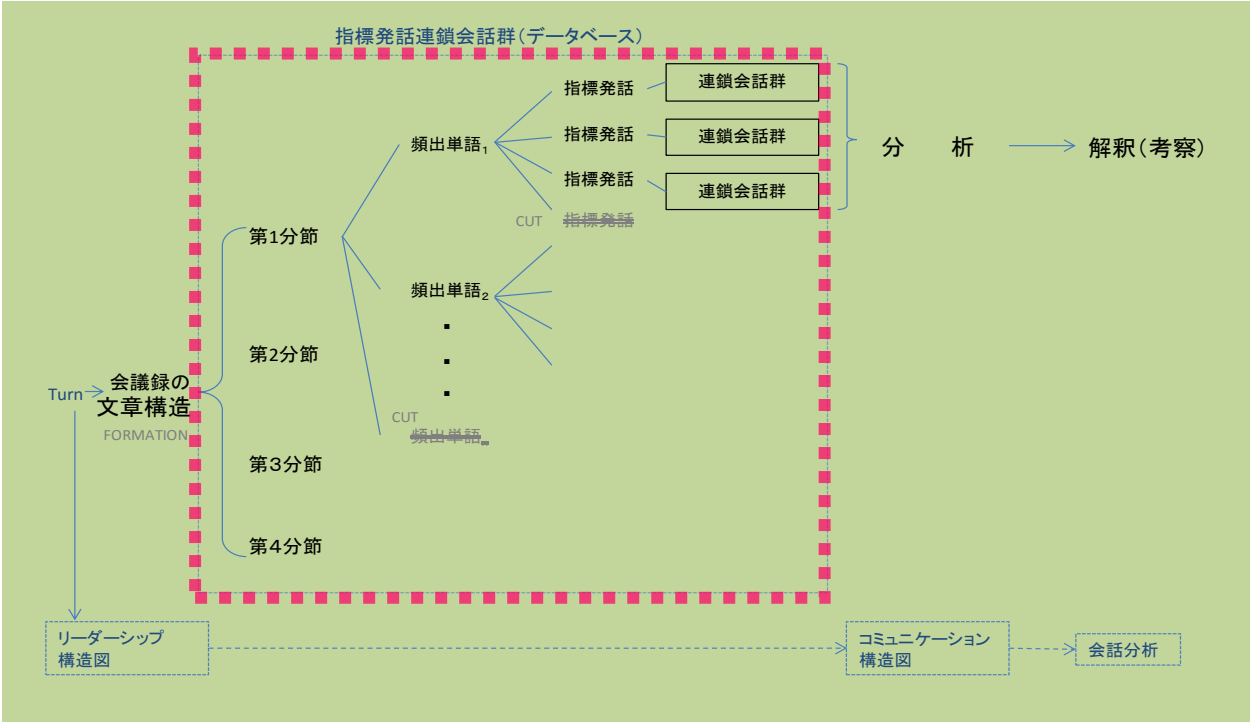 指標発話連鎖会話群（データベース）
指標発話
連鎖会話群
頻出単語1
指標発話
連鎖会話群
分　析
解釈（考察）
指標発話
連鎖会話群
CUT
指標発話
第1分節
頻出単語2
第2分節
Turn
会議録の
文章構造
FORMATION
CUT
第3分節
第4分節
リーダーシップ
構造図
コミュニケーション
構造図
会話分析
頻出単語